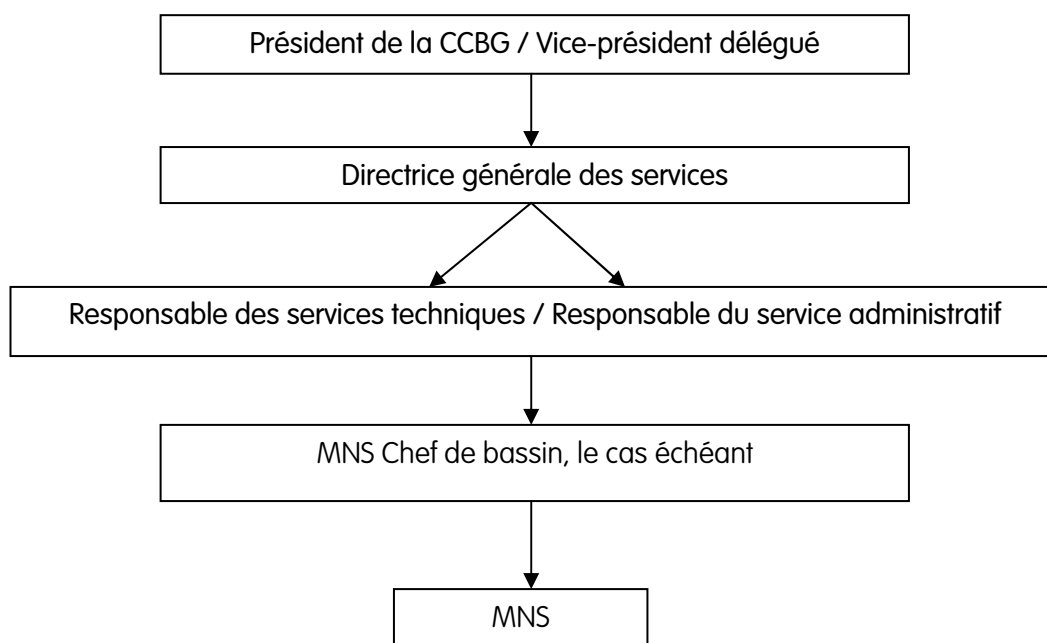 Président de la CCBG / Vice-président délégué
Directrice générale des services
Responsable des services techniques / Responsable du service administratif
MNS Chef de bassin, le cas échéant
MNS